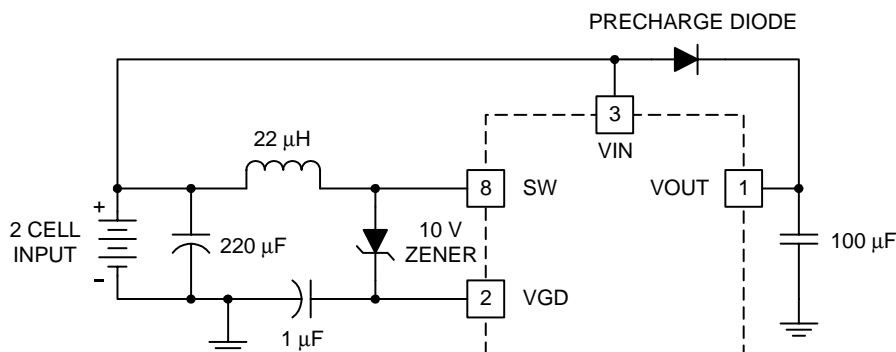 PRECHARGE DIODE
3
VIN
22 µH
8
SW
VOUT
1
+
2 CELL
INPUT
–
220 µF
10 V
ZENER
100 µF
2
VGD
1 µF